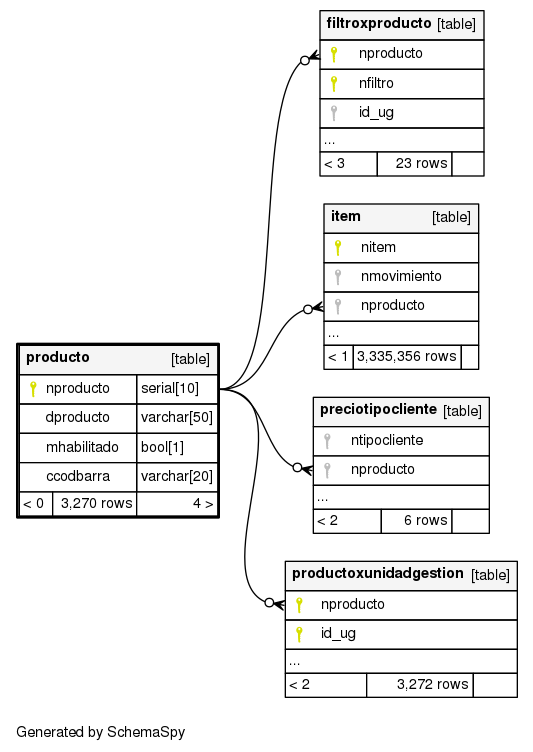 filtroxproducto [table]
nproducto
nfiltro
id_ug
...
< 3 23 rows
item [table]
nitem
nmovimiento
nproducto
...
< 1 3,335,356 rows
producto [table]
nproducto serial[10]
dproducto varchar[50]
mhabilitado bool[1]
ccodbarra varchar[20]
< 0 3,270 rows 4 >
preciotipocliente [table]
ntipocliente
nproducto
...
< 2 6 rows
productoxunidadgestion [table]
nproducto
id_ug
...
< 2 3,272 rows
Generated by SchemaSpy